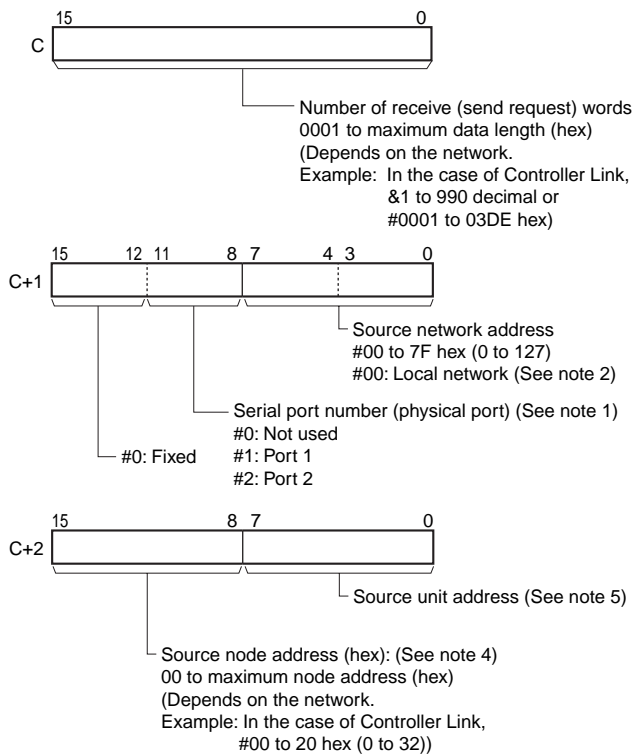 15 0
C
Number of receive (send request) words
0001 to maximum data length (hex)
(Depends on the network.
Example: In the case of Controller Link,
&1 to 990 decimal or
#0001 to 03DE hex)
15 12 11 8 7 4 3 0
C+1
Source network address
#00 to 7F hex (0 to 127)
#00: Local network (See note 2)
Serial port number (physical port) (See note 1)
#0: Not used
#1: Port 1
#2: Port 2
#0: Fixed
15 8 7 0
C+2
Source unit address (See note 5)
Source node address (hex): (See note 4)
00 to maximum node address (hex)
(Depends on the network.
Example: In the case of Controller Link,
#00 to 20 hex (0 to 32))